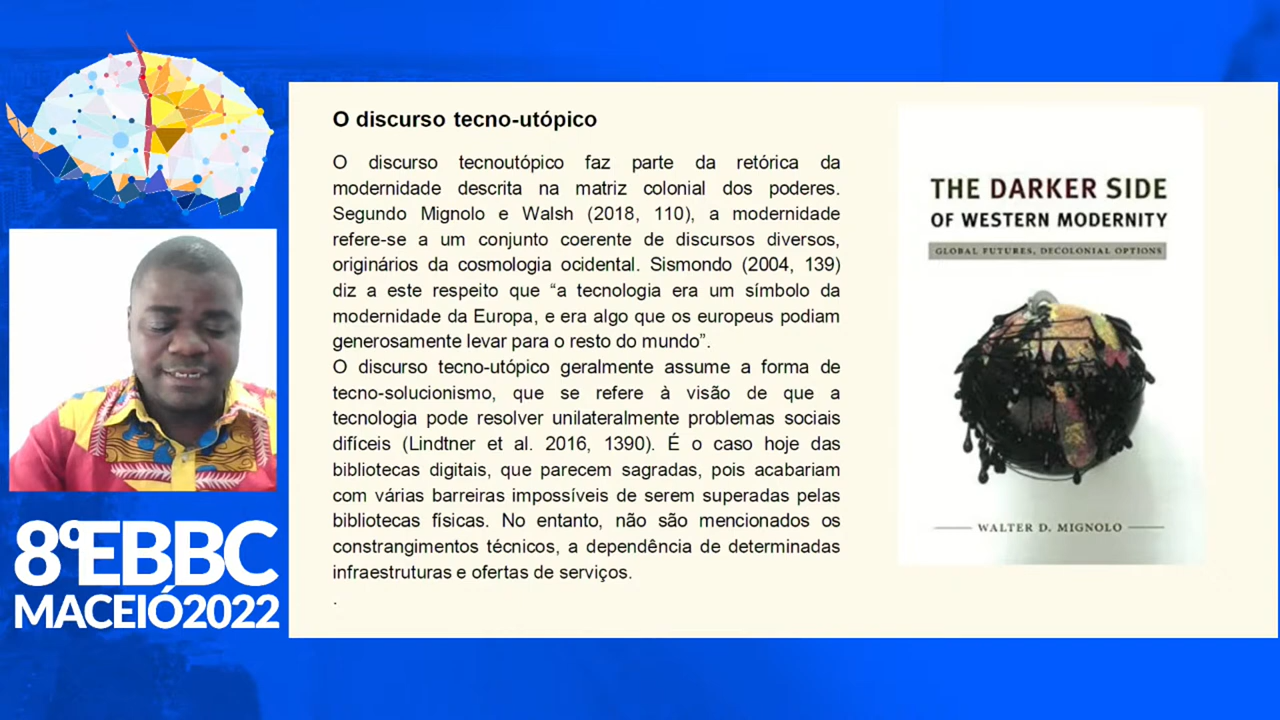 O discurso tecno-utópico
O discurso tecnoutópico faz parte da retórica da
modernidade descrita na matriz colonial dos poderes.
Segundo Mignolo e Walsh (2018, 110), a modernidade
refere-se a um conjunto coerente de discursos diversos,
originários da cosmologia ocidental. Sismondo (2004, 139)
diz a este respeito que “a tecnologia era um símbolo da
modernidade da Europa, e era algo que os europeus podiam
generosamente levar para o resto do mundo”.
O discurso tecno-utópico geralmente assume a forma de
tecno-solucionismo, que se refere à visão de que a
tecnologia pode resolver unilateralmente problemas sociais
difíceis (Lindtner et al. 2016, 1390). É o caso hoje das
bibliotecas digitais, que parecem sagradas, pois acabariam
com várias barreiras impossíveis de serem superadas pelas
bibliotecas físicas. No entanto, não são mencionados os
constrangimentos técnicos, a dependência de determinadas
infraestruturas e ofertas de serviços.
.
THE DARKER SIDE
OF WESTERN MODERNITY
GLOBAL FUTURES, DECOLONIAL OPTIONS
WALTER D. MIGNOLO
8ºEBBC
MACEIÓ2022